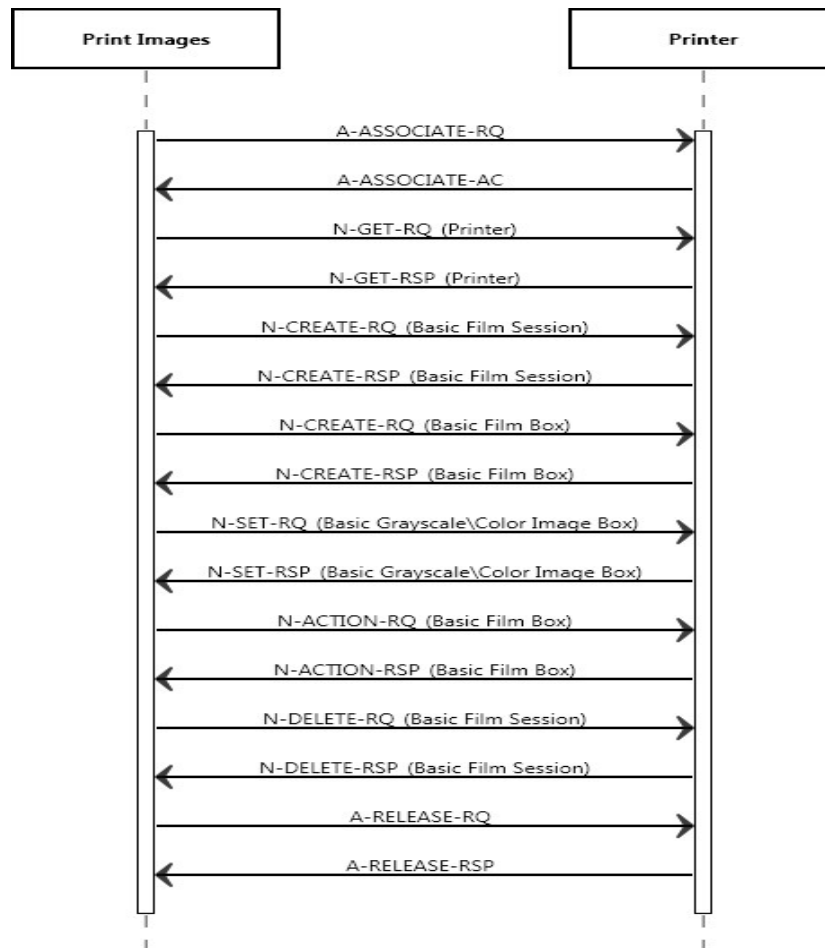 Print Images
Printer
A-ASSOCIATE-RQ
A-ASSOCIATE-AC
N-GET-RQ (Printer)
N-GET-RSP (Printer)
N-CREATE-RQ (Basic Film Session)
N-CREATE-RSP (Basic Film Session)
N-CREATE-RQ (Basic Film Box)
N-CREATE-RSP (Basic Film Box)
N-SET-RQ (Basic Grayscale\Color Image Box)
N-SET-RSP (Basic Grayscale\Color Image Box)
N-ACTION-RQ (Basic Film Box)
N-ACTION-RSP (Basic Film Box)
N-DELETE-RQ (Basic Film Session)
N-DELETE-RSP (Basic Film Session)
A-RELEASE-RQ
A-RELEASE-RSP